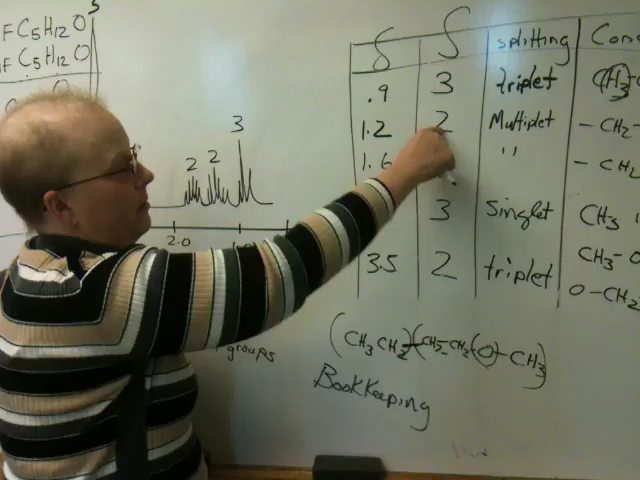 5
F C5H12O
F C5H12O
3
2 2
2.0
groups
δ ∫ splitting Con
.9 3 triplet CH3
1.2 2 Multiplet - CH2 -
1.6 " - CH2
3 singlet CH3
CH3 - O
3.5 2 triplet
O - CH2
(CH3CH2)(CH2-CH2(O)-CH3)
BookKeeping